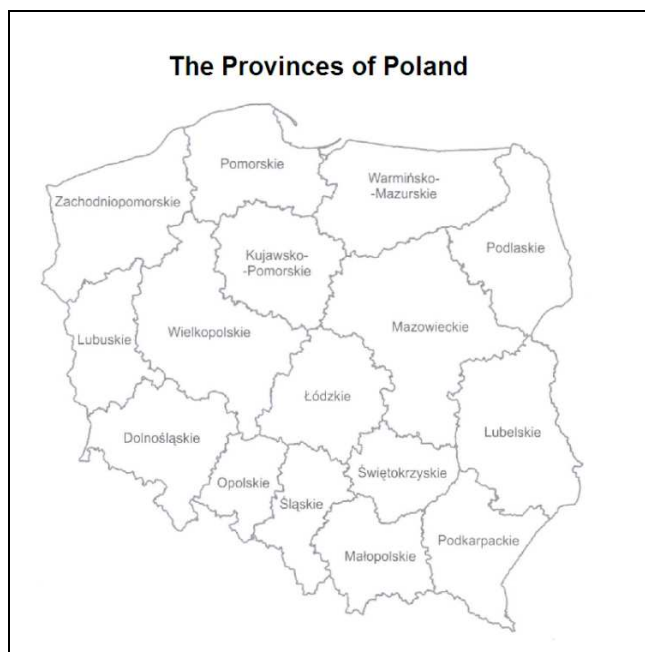 The Provinces of Poland
Pomorskie
Warmińsko-
-Mazurskie
Zachodniopomorskie
Podlaskie
Kujawsko-
-Pomorskie
Mazowieckie
Wielkopolskie
Lubuskie
Łódzkie
Lubelskie
Dolnośląskie
Świętokrzyskie
Opolskie
Śląskie
Podkarpackie
Małopolskie